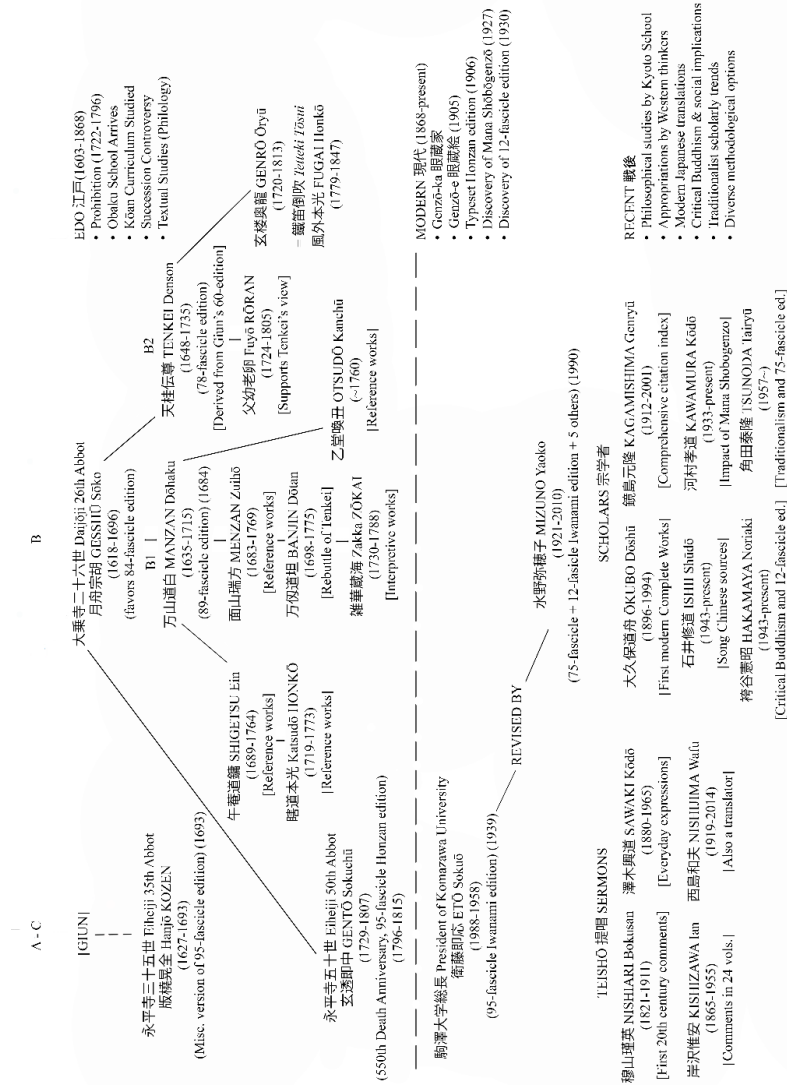 A - C
B
[GIUN]
永平寺三十五世 Eiheiji 35th Abbot
版橈晃全 Hanjō KOZEN
(1627-1693)
(Misc. version of 95-fascicle edition) (1693)
大乗寺二十六世 Daijōji 26th Abbot
月舟宗胡 GESSHŪ Sōko
(1618-1696)
(favors 84-fascicle edition)
B1
万山道白 MANZAN Dōhaku
(1635-1715)
(89-fascicle edition) (1684)
面山瑞方 MENZAN Zuihō
(1683-1769)
[Reference works]
万仭道坦 BANJIN Dōtan
(1698-1775)
[Rebuttle of Tenkei]
雑華蔵海 Zakka ZŌKAI
(1730-1788)
[Interpretive works]
午菴道鏞 SHIGETSU Ein
(1689-1764)
[Reference works]
瞎道本光 Katsudō HONKŌ
(1719-1773)
[Reference works]
永平寺五十世 Eiheiji 50th Abbot
玄透即中 GENTŌ Sokuchū
(1729-1807)
(550th Death Anniversary, 95-fascicle Honzan edition)
(1796-1815)
B2
天桂伝尊 TENKEI Denson
(1648-1735)
(78-fascicle edition)
[Derived from Giun's 60-edition]
父幼老卵 Fuyō RŌRAN
(1724-1805)
[Supports Tenkei's view]
乙堂喚丑 OTSUDŌ Kanchū
(~1760)
[Reference works]
玄楼奥龍 GENRŌ Ōryū
(1720-1813)
= 鐵笛倒吹 Tetteki Tōsui
風外本光 FUGAI Honkō
(1779-1847)
EDO 江戸(1603-1868)
• Prohibition (1722-1796)
• Obaku School Arrives
• Kōan Curriculum Studied
• Succession Controversy
• Textual Studies (Philology)
駒澤大学総長 President of Komazawa University
衛藤即応 ETŌ Sokuō
(1988-1958)
(95-fascicle Iwanami edition) (1939)
REVISED BY
水野弥穂子 MIZUNO Yaoko
(1921-2010)
(75-fascicle + 12-fasicle Iwanami edition + 5 others) (1990)
MODERN 現代 (1868-present)
• Genzō-ka 眼蔵家
• Genzō-e 眼蔵絵 (1905)
• Typeset Honzan edition (1906)
• Discovery of Mana Shōbōgenzō (1927)
• Discovery of 12-fascicle edition (1930)
TEISHŌ 提唱 SERMONS
穆山瑾英 NISHIARI Bokusan
(1821-1911)
[First 20th century comments]
澤木興道 SAWAKI Kōdō
(1880-1965)
[Everyday expressions]
岸沢惟安 KISHIZAWA Ian
(1865-1955)
[Comments in 24 vols.]
西島和夫 NISHIJIMA Wafu
(1919-2014)
[Also a translator]
SCHOLARS 宗学者
大久保道舟 ŌKUBO Dōshū
(1896-1994)
[First modern Complete Works]
鏡島元隆 KAGAMISHIMA Genryū
(1912-2001)
[Comprehensive citation index]
石井修道 ISHII Shūdō
(1943-present)
[Song Chinese sources]
河村孝道 KAWAMURA Kōdō
(1933-present)
[Impact of Mana Shobogenzo]
袴谷憲昭 HAKAMAYA Noriaki
(1943-present)
[Critical Buddhism and 12-fascicle ed.]
角田泰隆 TSUNODA Tairyū
(1957~)
[Traditionalism and 75-fascicle ed.]
RECENT 戦後
• Philosophical studies by Kyoto School
• Appropriations by Western thinkers
• Modern Japanese translations
• Critical Buddhism & social implications
• Traditionalist scholarly trends
• Diverse methodological options